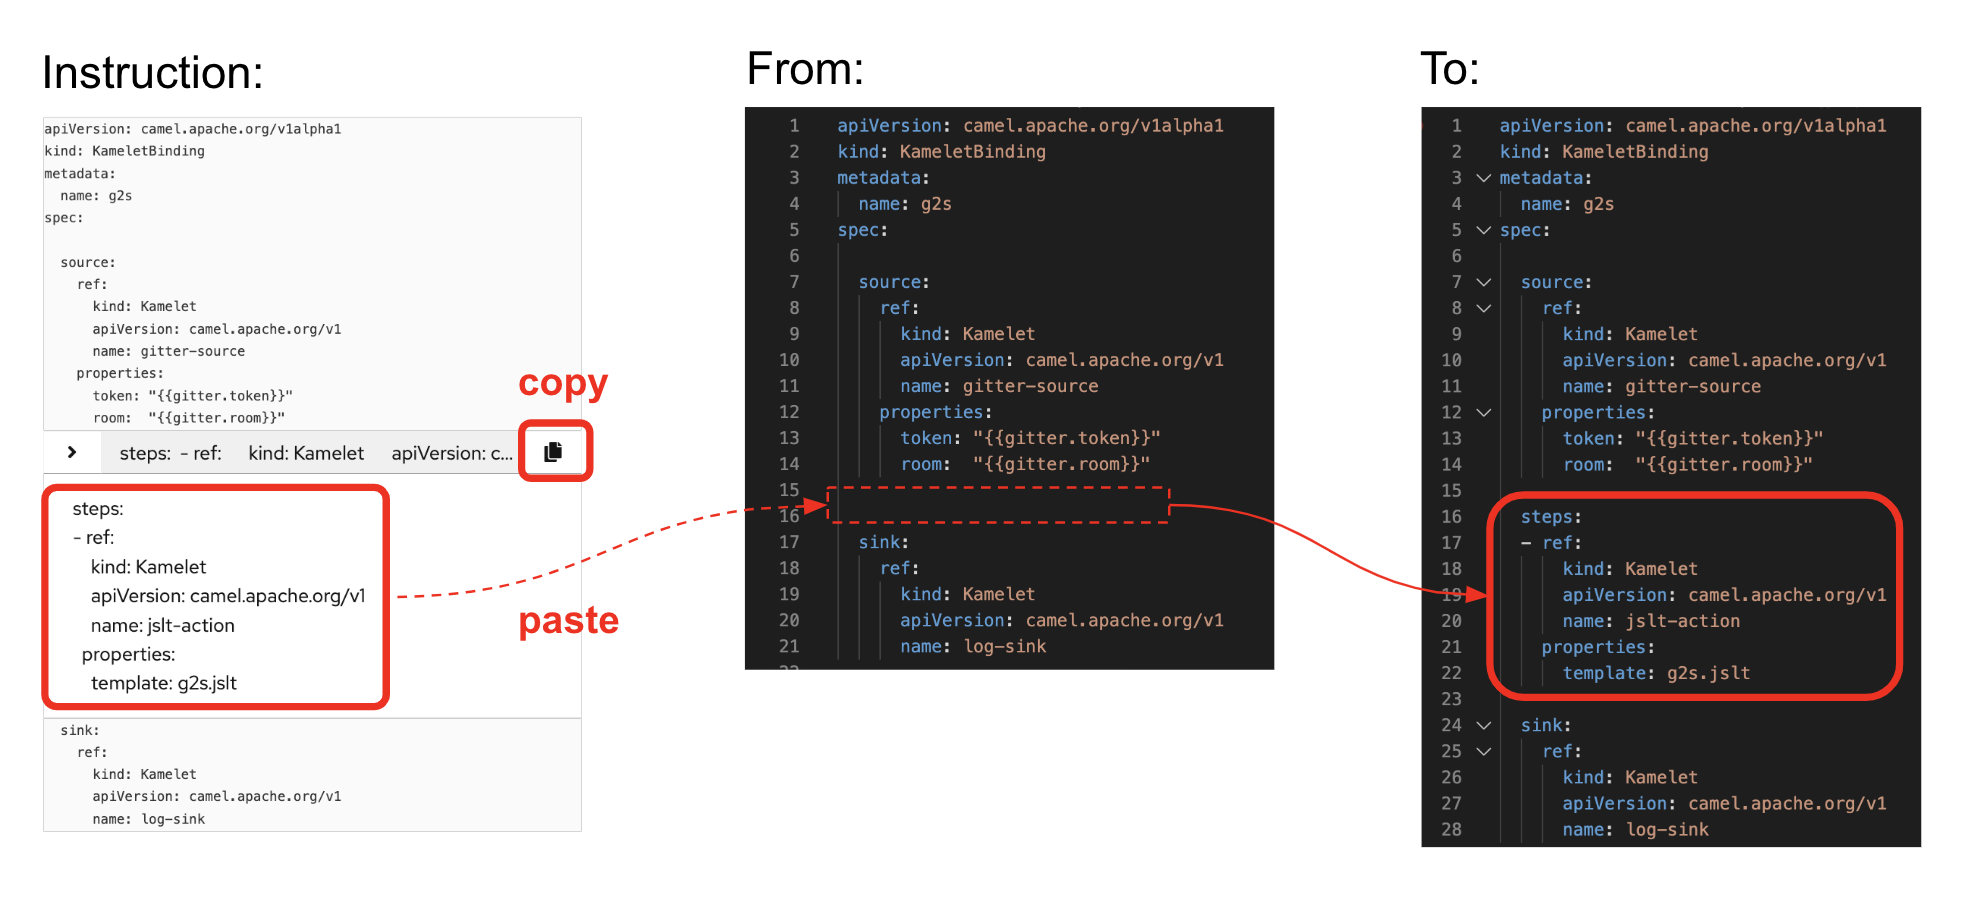 Instruction:
apiVersion: camel.apache.org/v1alpha1
kind: KameletBinding
metadata:
  name: g2s
spec:
  source:
    ref:
      kind: Kamelet
      apiVersion: camel.apache.org/v1
      name: gitter-source
    properties:
      token: "{{gitter.token}}"
      room:  "{{gitter.room}}"
copy
steps:  - ref:     kind: Kamelet     apiVersion: c...
steps:
- ref:
    kind: Kamelet
    apiVersion: camel.apache.org/v1
    name: jslt-action
  properties:
    template: g2s.jslt
paste
  sink:
    ref:
      kind: Kamelet
      apiVersion: camel.apache.org/v1
      name: log-sink
From:
1 apiVersion: camel.apache.org/v1alpha1
2 kind: KameletBinding
3 metadata:
4   name: g2s
5 spec:
6
7   source:
8     ref:
9       kind: Kamelet
10       apiVersion: camel.apache.org/v1
11       name: gitter-source
12     properties:
13       token: "{{gitter.token}}"
14       room:  "{{gitter.room}}"
15
16
17   sink:
18     ref:
19       kind: Kamelet
20       apiVersion: camel.apache.org/v1
21       name: log-sink
To:
1 apiVersion: camel.apache.org/v1alpha1
2 kind: KameletBinding
3 metadata:
4   name: g2s
5 spec:
6
7   source:
8     ref:
9       kind: Kamelet
10       apiVersion: camel.apache.org/v1
11       name: gitter-source
12     properties:
13       token: "{{gitter.token}}"
14       room:  "{{gitter.room}}"
15
16   steps:
17   - ref:
18       kind: Kamelet
19       apiVersion: camel.apache.org/v1
20       name: jslt-action
21     properties:
22       template: g2s.jslt
23
24   sink:
25     ref:
26       kind: Kamelet
27       apiVersion: camel.apache.org/v1
28       name: log-sink